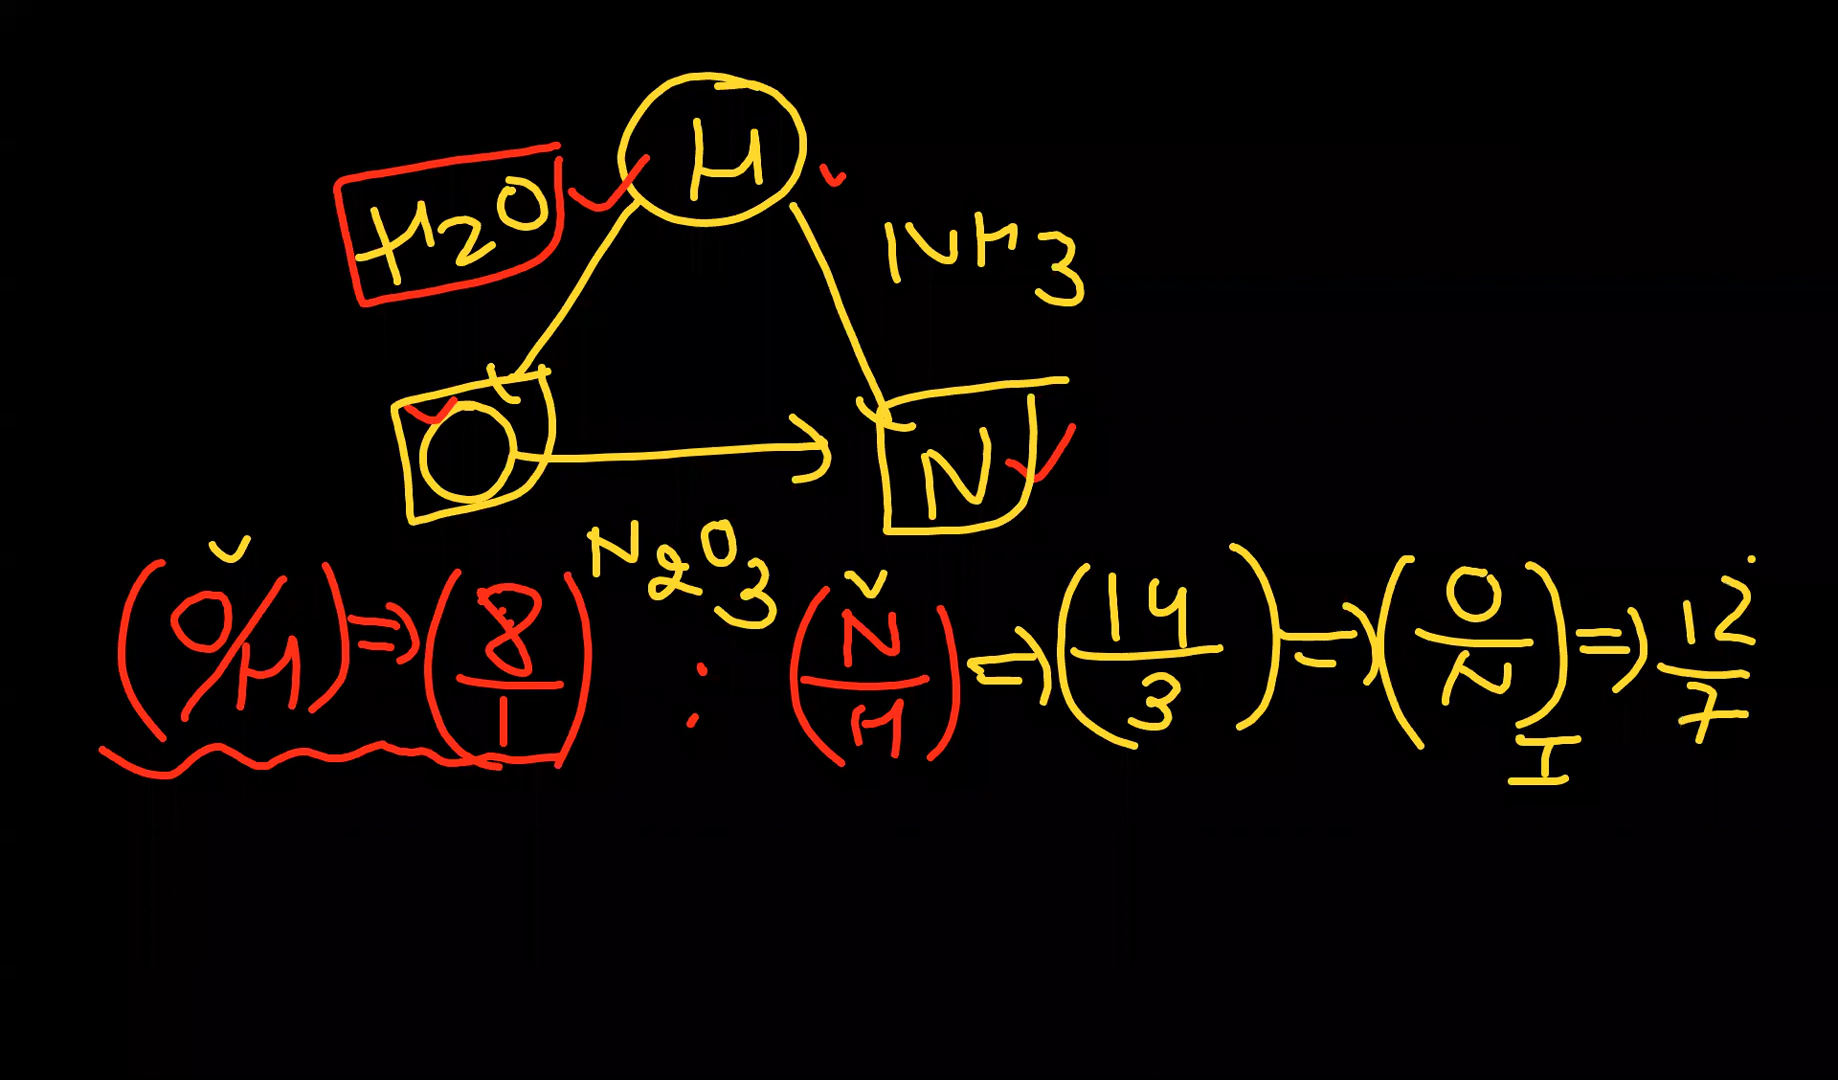 H
H2O
NH3
O
N
N2O3
(O/H) ⇒ (8/1) : (N/H) ⇒ (14/3) ⇒ (O/N)I ⇒ 12/7